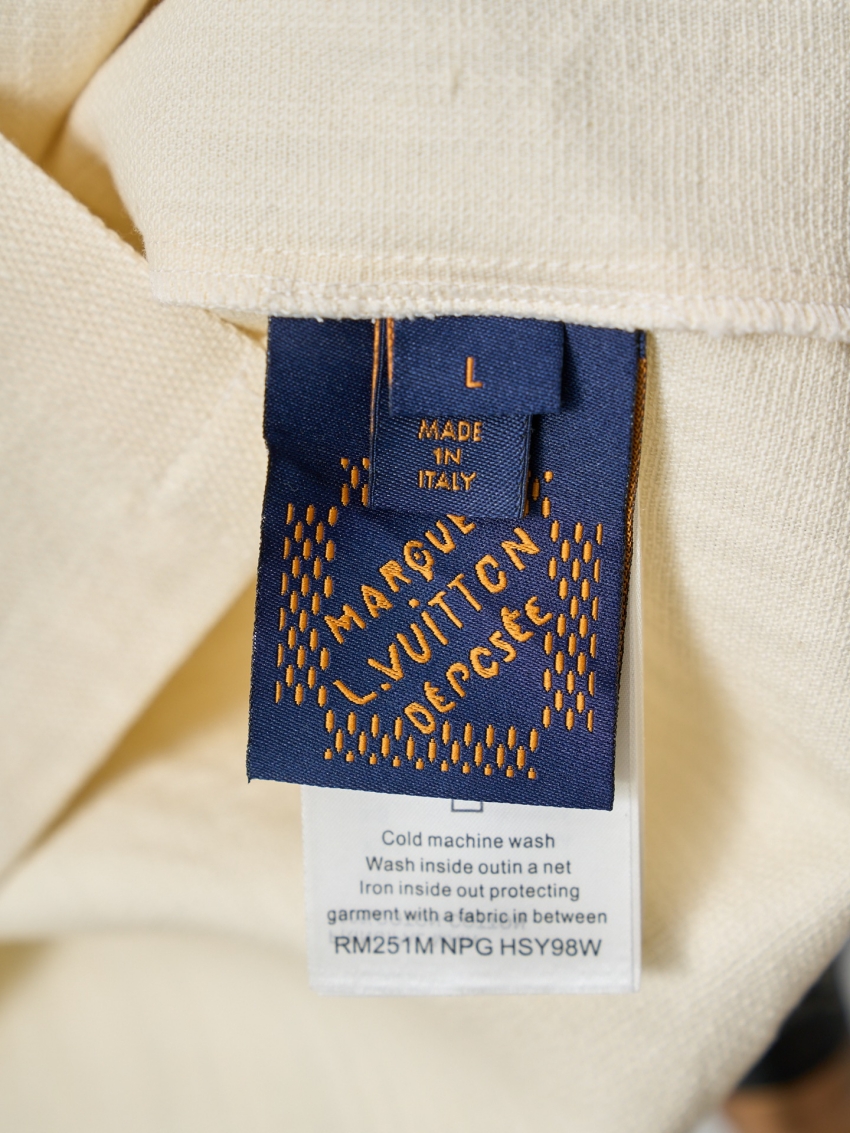 L
MADE
IN
ITALY
MARQUE
L.VUITTON
DÉPOSÉE
Cold machine wash
Wash inside outin a net
Iron inside out protecting
garment with a fabric in between
RM251M NPG HSY98W